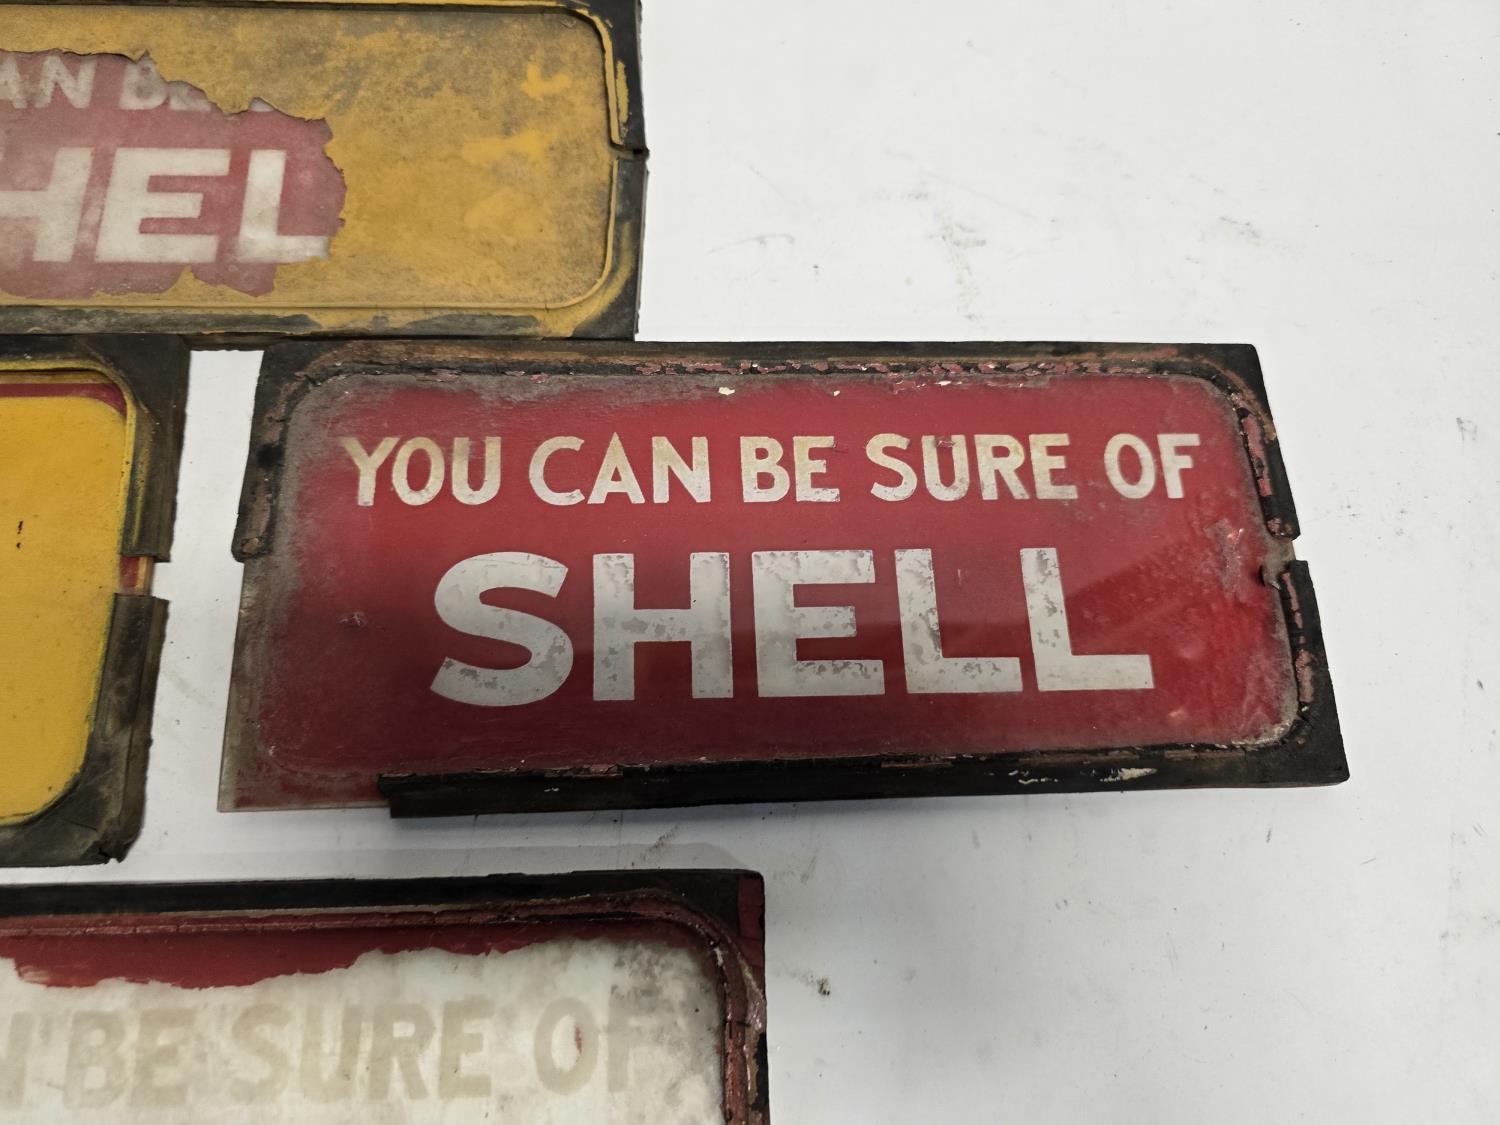 AN BE
HEL
YOU CAN BE SURE OF
SHELL
N BE SURE OF